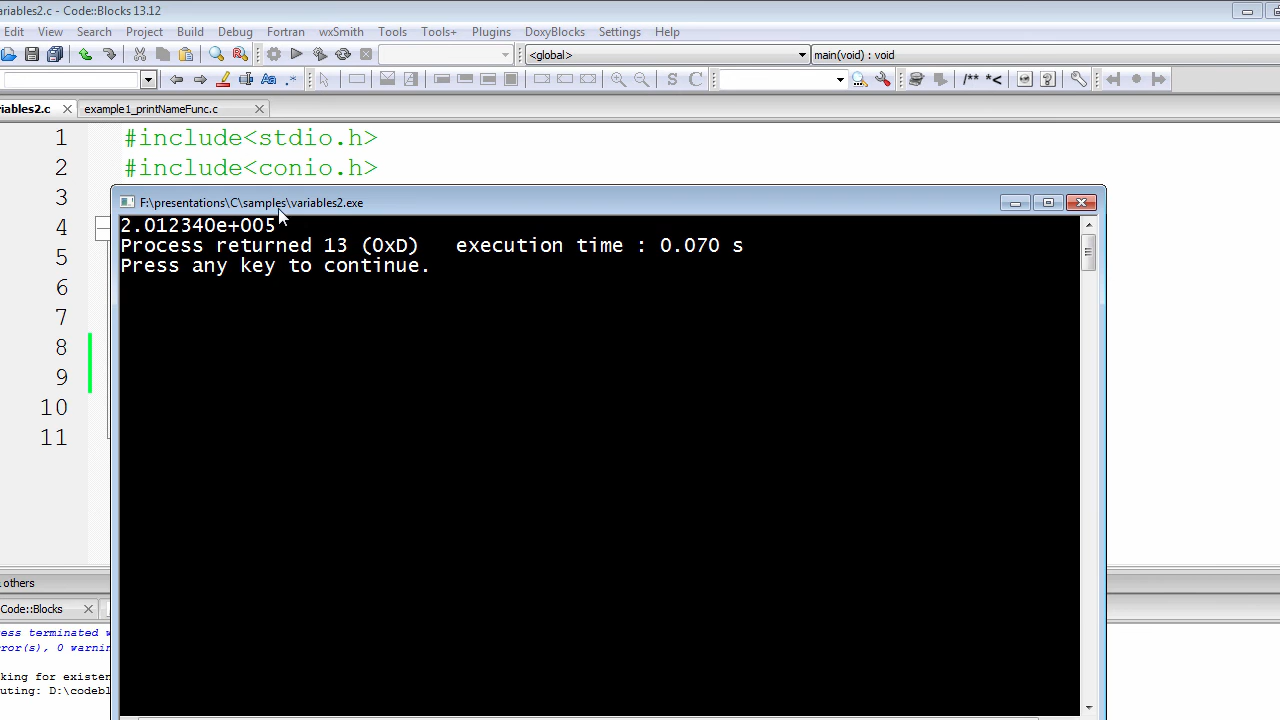 ariables2.c - Code::Blocks 13.12
Edit View Search Project Build Debug Fortran wxSmith Tools Tools+ Plugins DoxyBlocks Settings Help
<global> main(void) : void
/** *<
riables2.c example1_printNameFunc.c
1 #include<stdio.h>
2 #include<conio.h>
3
F:\presentations\C\samples\variables2.exe
4
2.012340e+005
Process returned 13 (0xD) execution time : 0.070 s
5
Press any key to continue.
6
7
8
9
10
11
others
Code::Blocks
ess terminated w
ror(s), 0 warnin
king for existen
uting: D:\codebl